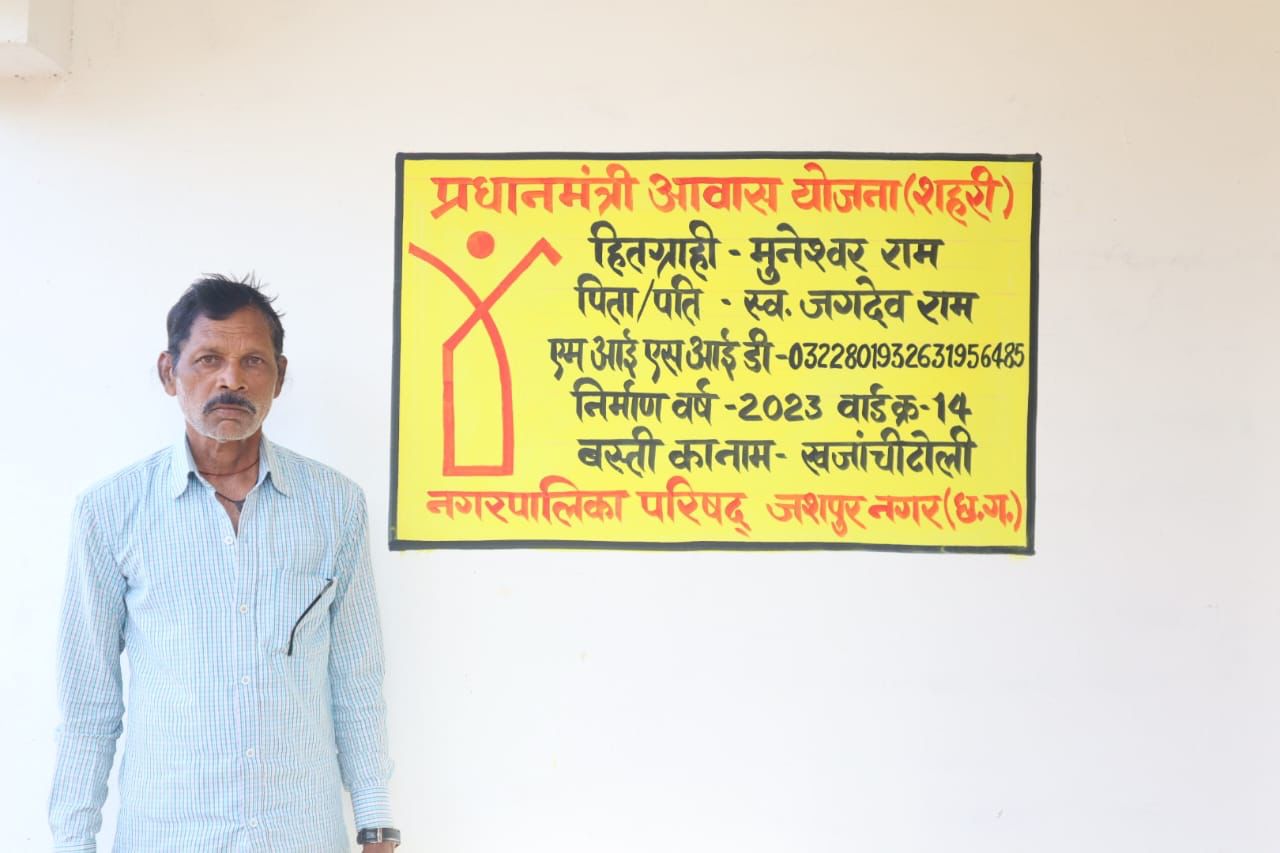 प्रधानमंत्री आवास योजना (शहरी)
हितग्राही - मुनेश्वर राम
पिता/पति - स्व. जगदेव राम
एम आई एस आई डी - 0322801932631956485
निर्माण वर्ष - 2023 वार्ड क्र - 14
बस्ती का नाम - खजांचीटोली
नगरपालिका परिषद् जशपुर नगर (छ.ग.)